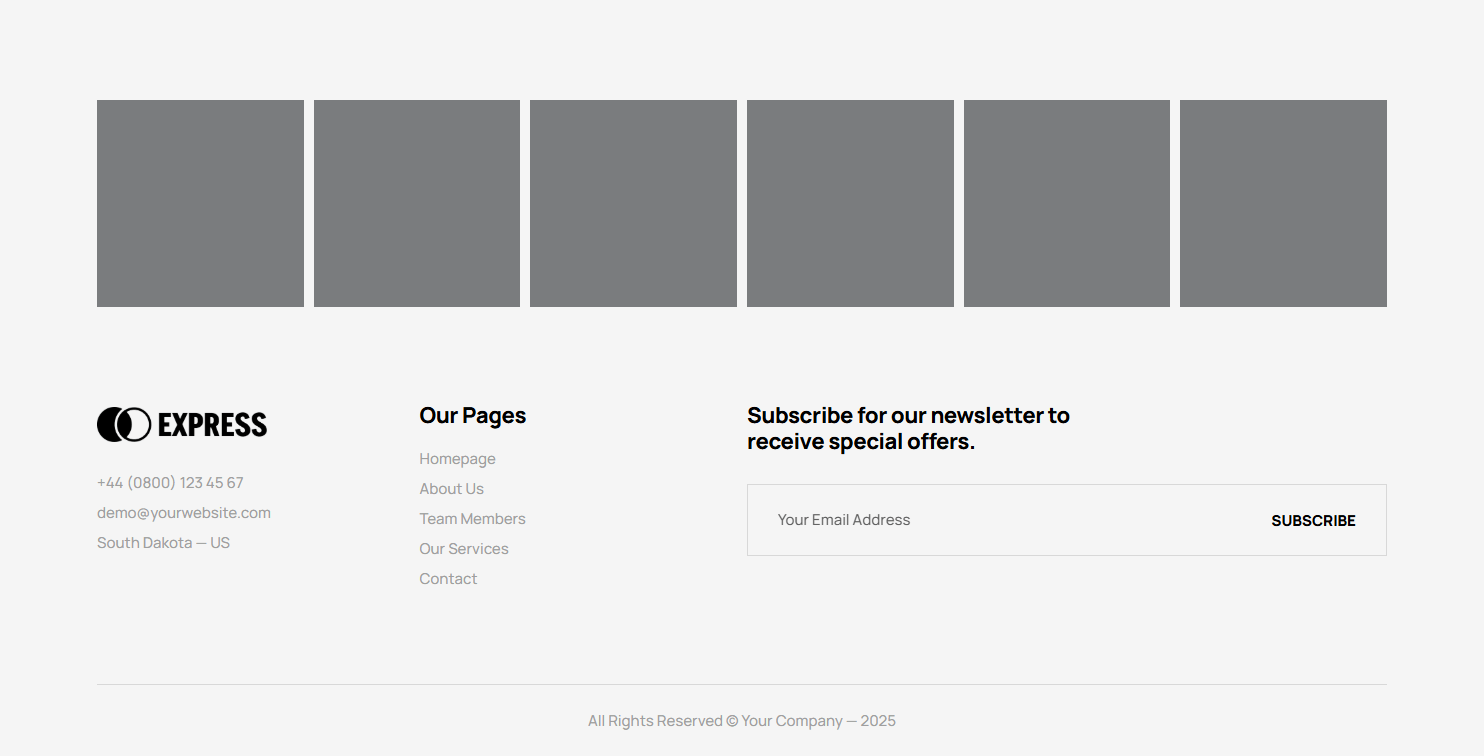 EXPRESS
+44 (0800) 123 45 67
demo@yourwebsite.com
South Dakota — US
Our Pages
Homepage
About Us
Team Members
Our Services
Contact
Subscribe for our newsletter to
receive special offers.
Your Email Address
SUBSCRIBE
All Rights Reserved © Your Company — 2025